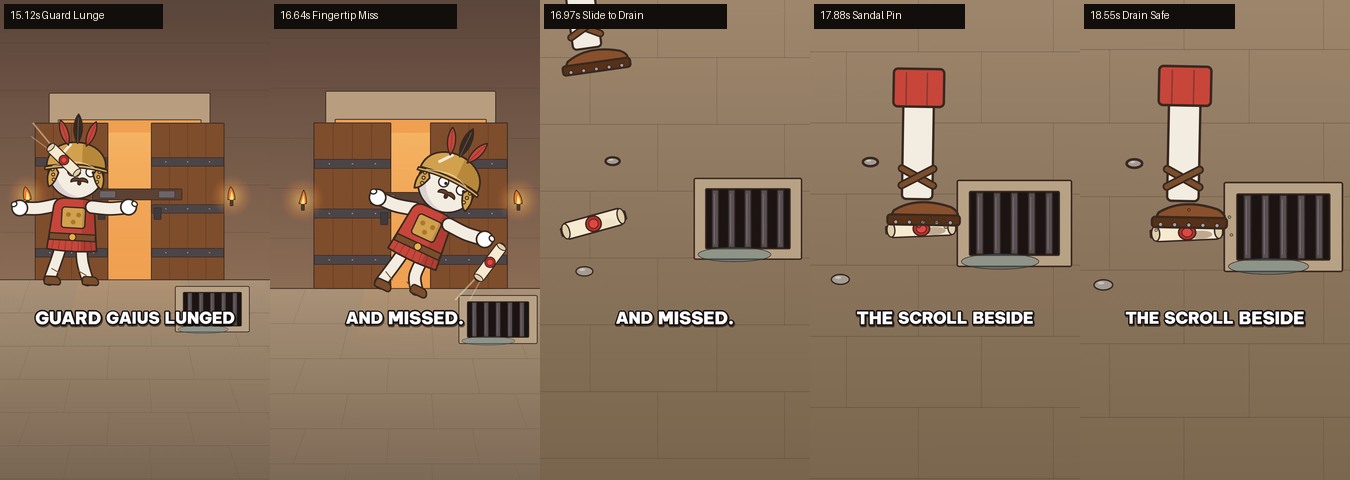 15.12s Guard Lunge
GUARD GAIUS LUNGED
16.64s Fingertip Miss
AND MISSED.
16.97s Slide to Drain
AND MISSED.
17.88s Sandal Pin
THE SCROLL BESIDE
18.55s Drain Safe
THE SCROLL BESIDE